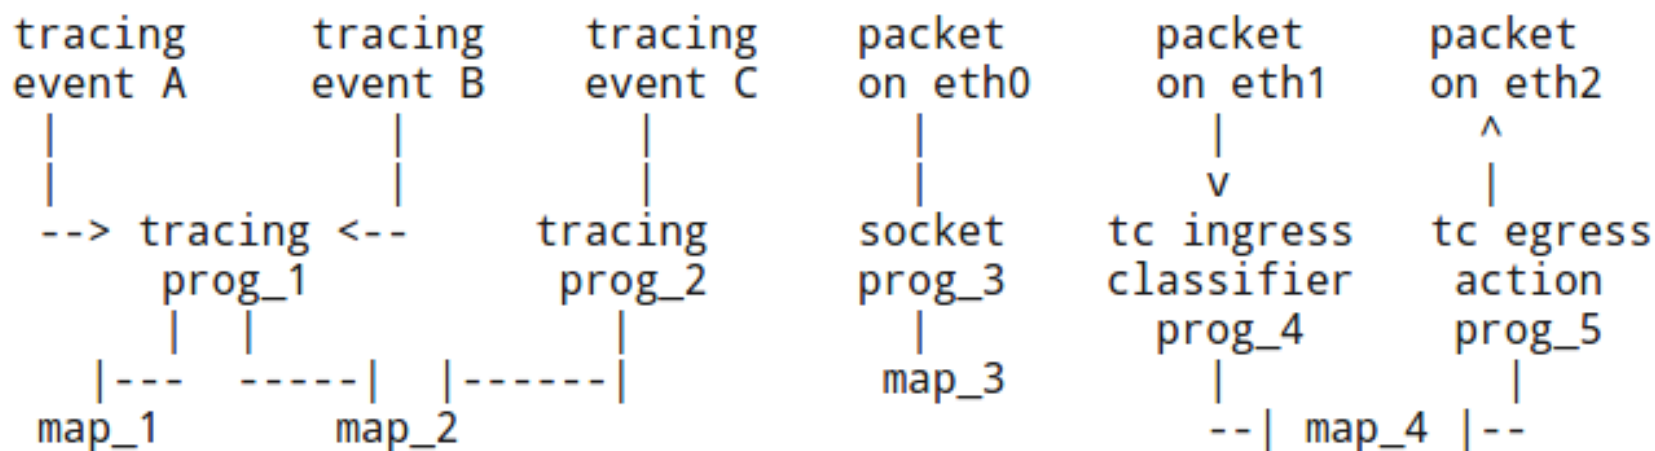 tracing     tracing    tracing    packet      packet     packet
event A     event B    event C    on eth0     on eth1    on eth2
 |             |         |          |           |          ^
 |             |         |          |           v          |
 --> tracing <--     tracing      socket    tc ingress   tc egress
      prog_1          prog_2      prog_3    classifier    action
      |  |              |           |         prog_4      prog_5
   |---  -----|  |------|          map_3        |           |
 map_1       map_2                              --| map_4 |--